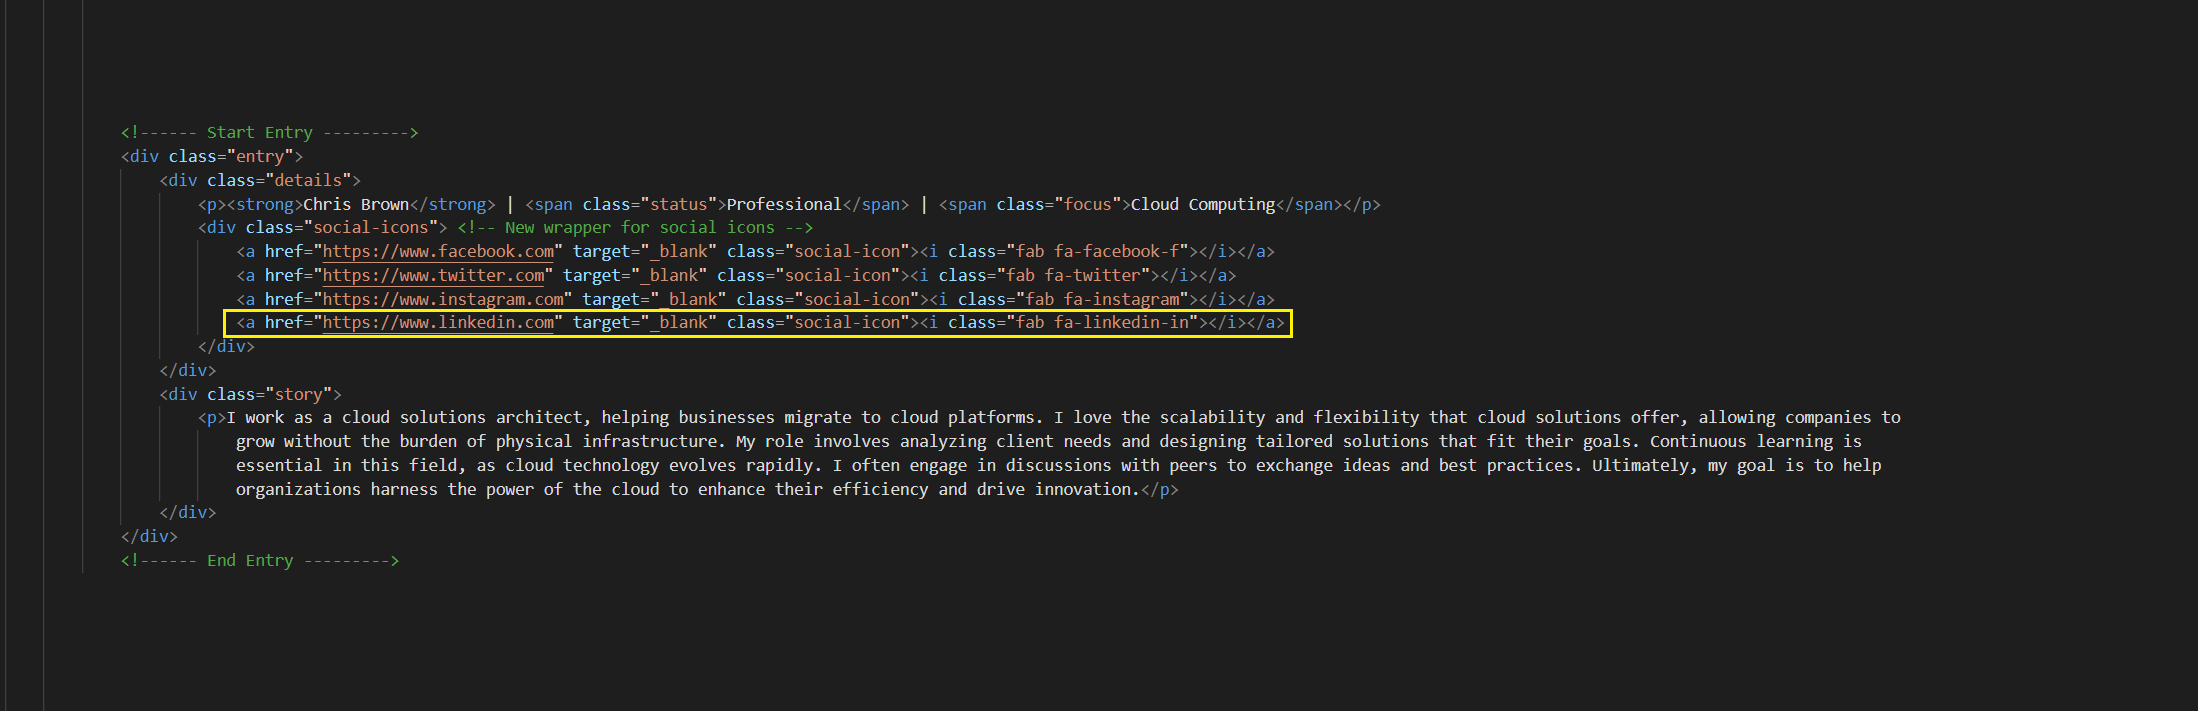 <!------ Start Entry --------->
<div class="entry">
<div class="details">
<p><strong>Chris Brown</strong> | <span class="status">Professional</span> | <span class="focus">Cloud Computing</span></p>
<div class="social-icons"> <!-- New wrapper for social icons -->
<a href="https://www.facebook.com" target="_blank" class="social-icon"><i class="fab fa-facebook-f"></i></a>
<a href="https://www.twitter.com" target="_blank" class="social-icon"><i class="fab fa-twitter"></i></a>
<a href="https://www.instagram.com" target="_blank" class="social-icon"><i class="fab fa-instagram"></i></a>
<a href="https://www.linkedin.com" target="_blank" class="social-icon"><i class="fab fa-linkedin-in"></i></a>
</div>
</div>
<div class="story">
<p>I work as a cloud solutions architect, helping businesses migrate to cloud platforms. I love the scalability and flexibility that cloud solutions offer, allowing companies to
grow without the burden of physical infrastructure. My role involves analyzing client needs and designing tailored solutions that fit their goals. Continuous learning is
essential in this field, as cloud technology evolves rapidly. I often engage in discussions with peers to exchange ideas and best practices. Ultimately, my goal is to help
organizations harness the power of the cloud to enhance their efficiency and drive innovation.</p>
</div>
</div>
<!------ End Entry --------->